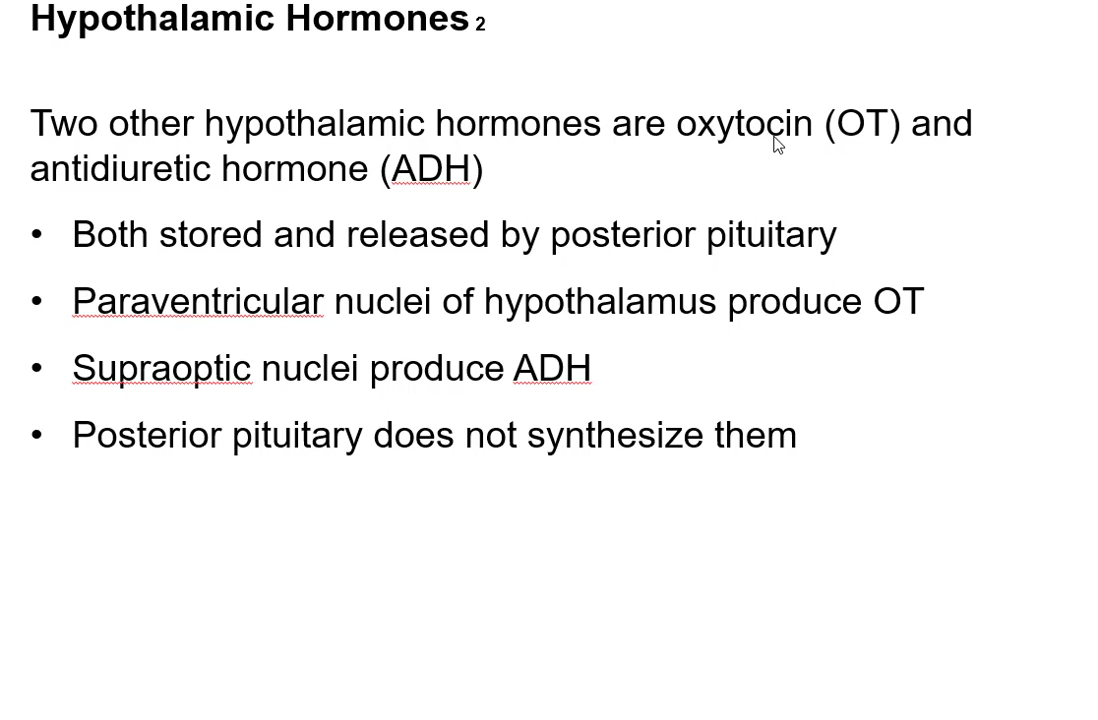 Hypothalamic Hormones 2
Two other hypothalamic hormones are oxytocin (OT) and
antidiuretic hormone (ADH)
• Both stored and released by posterior pituitary
• Paraventricular nuclei of hypothalamus produce OT
• Supraoptic nuclei produce ADH
• Posterior pituitary does not synthesize them